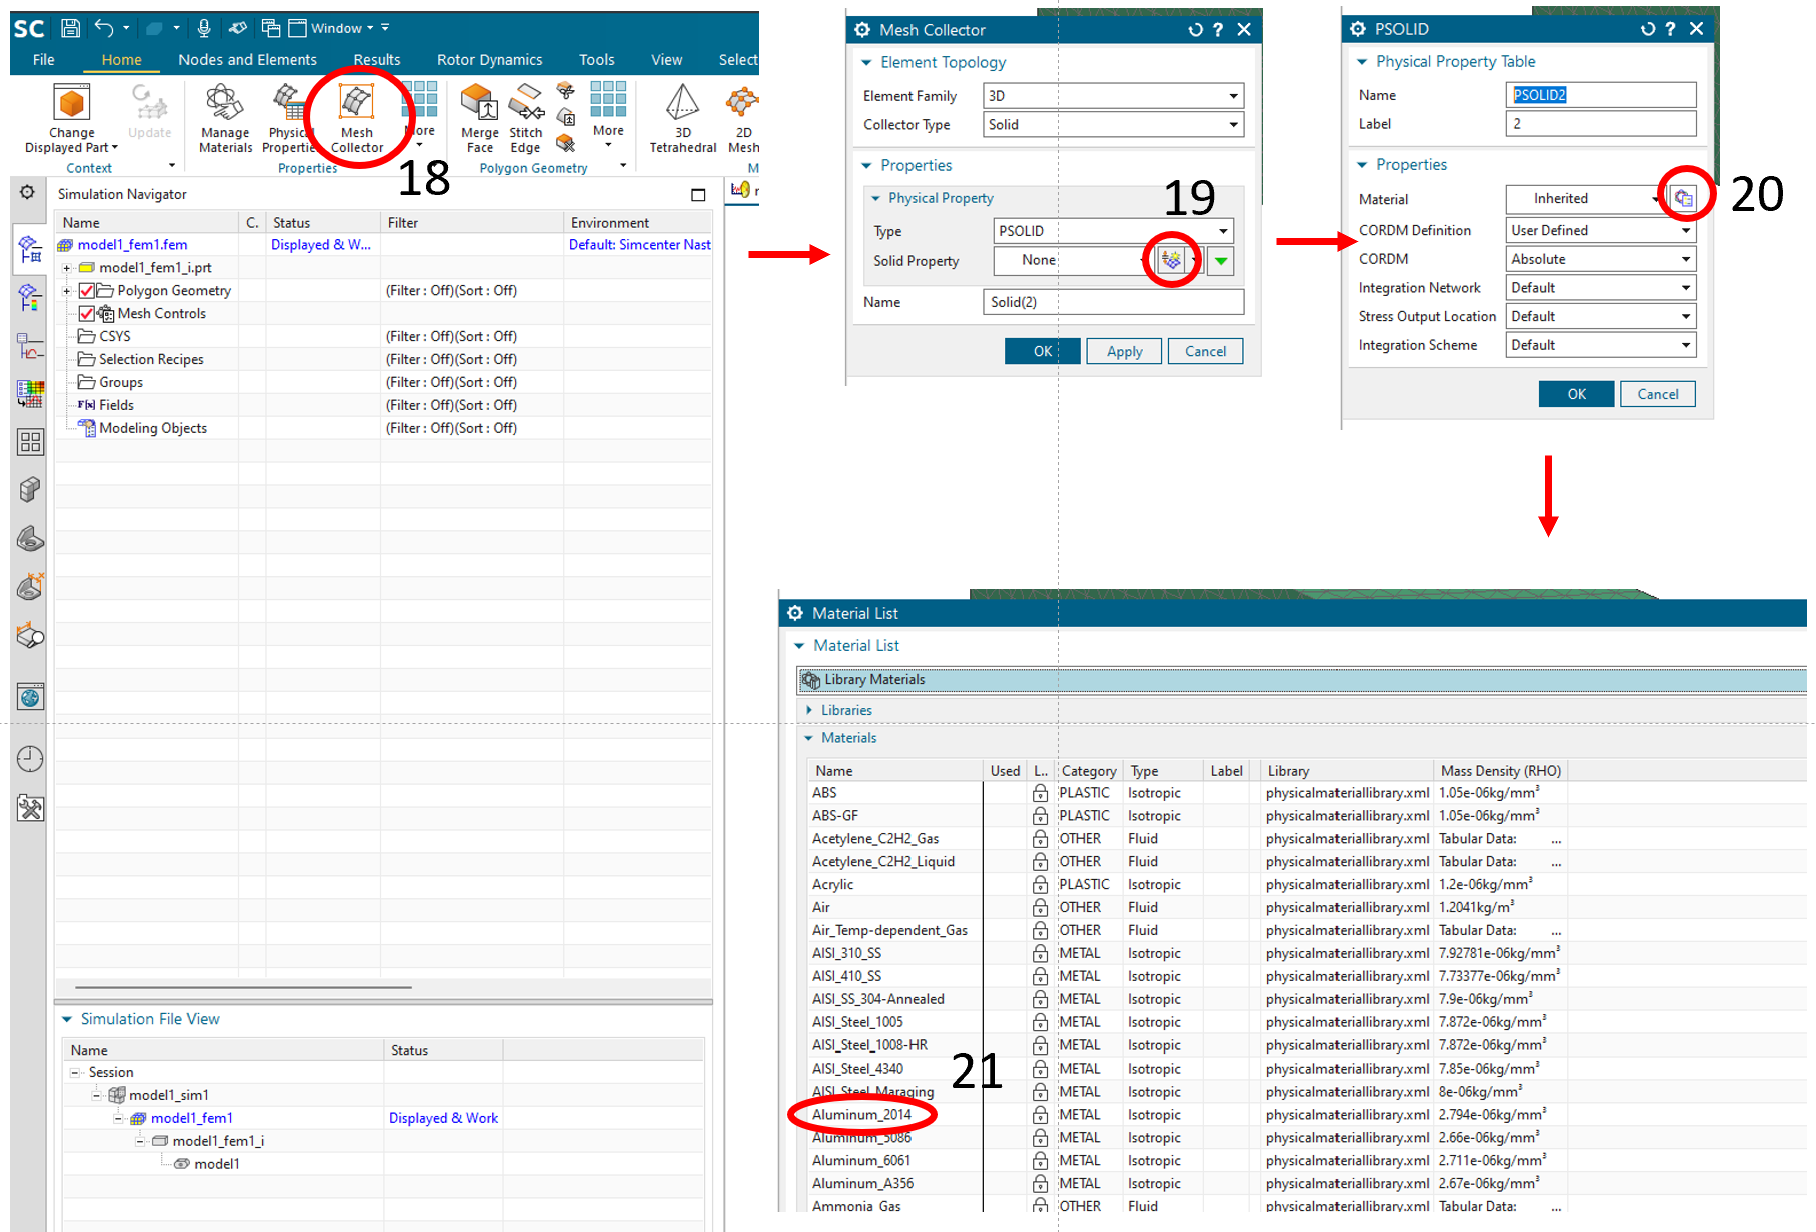 SC Window
File Home Nodes and Elements Results Rotor Dynamics Tools View Select
Change Displayed Part
Update
Manage Materials
Physical Properties
Mesh Collector
More
Merge Face
Stitch Edge
More
3D Tetrahedral
2D Mesh
Context Properties Polygon Geometry M
18
Simulation Navigator
Name C. Status Filter Environment
model1_fem1.fem Displayed & W... Default: Simcenter Nast
model1_fem1_i.prt
Polygon Geometry (Filter : Off)(Sort : Off)
Mesh Controls
CSYS (Filter : Off)(Sort : Off)
Selection Recipes (Filter : Off)(Sort : Off)
Groups (Filter : Off)(Sort : Off)
F(x) Fields (Filter : Off)(Sort : Off)
Modeling Objects (Filter : Off)(Sort : Off)
Simulation File View
Name Status
Session
model1_sim1
model1_fem1 Displayed & Work
model1_fem1_i
model1
Mesh Collector
Element Topology
Element Family 3D
Collector Type Solid
Properties
Physical Property
19
Type PSOLID
Solid Property None
Name Solid(2)
OK Apply Cancel
PSOLID
Physical Property Table
Name PSOLID2
Label 2
Properties
Material Inherited
20
CORDM Definition User Defined
CORDM Absolute
Integration Network Default
Stress Output Location Default
Integration Scheme Default
OK Cancel
Material List
Material List
Library Materials
Libraries
Materials
Name Used L.. Category Type Label Library Mass Density (RHO)
ABS PLASTIC Isotropic physicalmateriallibrary.xml 1.05e-06kg/mm³
ABS-GF PLASTIC Isotropic physicalmateriallibrary.xml 1.05e-06kg/mm³
Acetylene_C2H2_Gas OTHER Fluid physicalmateriallibrary.xml Tabular Data: ...
Acetylene_C2H2_Liquid OTHER Fluid physicalmateriallibrary.xml Tabular Data: ...
Acrylic PLASTIC Isotropic physicalmateriallibrary.xml 1.2e-06kg/mm³
Air OTHER Fluid physicalmateriallibrary.xml 1.2041kg/m³
Air_Temp-dependent_Gas OTHER Fluid physicalmateriallibrary.xml Tabular Data: ...
AISI_310_SS METAL Isotropic physicalmateriallibrary.xml 7.92781e-06kg/mm³
AISI_410_SS METAL Isotropic physicalmateriallibrary.xml 7.73377e-06kg/mm³
AISI_SS_304-Annealed METAL Isotropic physicalmateriallibrary.xml 7.9e-06kg/mm³
AISI_Steel_1005 METAL Isotropic physicalmateriallibrary.xml 7.872e-06kg/mm³
AISI_Steel_1008-HR METAL Isotropic physicalmateriallibrary.xml 7.872e-06kg/mm³
21
AISI_Steel_4340 METAL Isotropic physicalmateriallibrary.xml 7.85e-06kg/mm³
AISI_Steel_Maraging METAL Isotropic physicalmateriallibrary.xml 8e-06kg/mm³
Aluminum_2014 METAL Isotropic physicalmateriallibrary.xml 2.794e-06kg/mm³
Aluminum_5086 METAL Isotropic physicalmateriallibrary.xml 2.66e-06kg/mm³
Aluminum_6061 METAL Isotropic physicalmateriallibrary.xml 2.711e-06kg/mm³
Aluminum_A356 METAL Isotropic physicalmateriallibrary.xml 2.67e-06kg/mm³
Ammonia_Gas OTHER Fluid physicalmateriallibrary.xml Tabular Data: ...